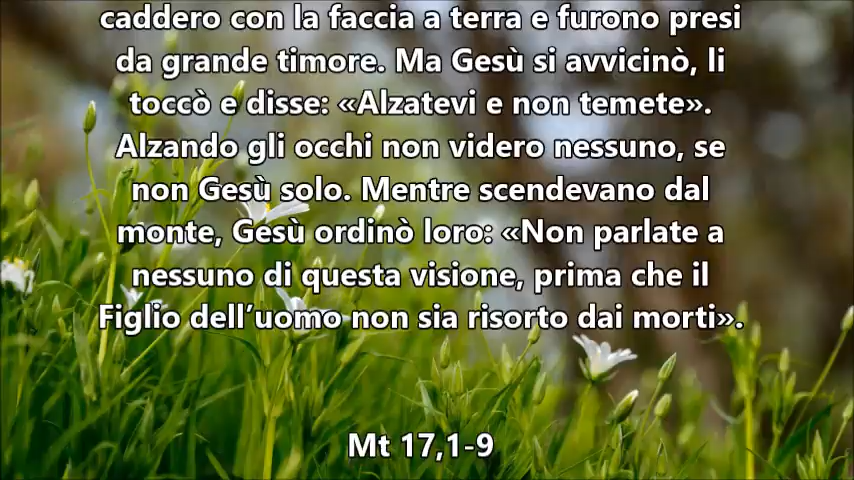 caddero con la faccia a terra e furono presi
da grande timore. Ma Gesù si avvicinò, li
toccò e disse: «Alzatevi e non temete».
Alzando gli occhi non videro nessuno, se
non Gesù solo. Mentre scendevano dal
monte, Gesù ordinò loro: «Non parlate a
nessuno di questa visione, prima che il
Figlio dell’uomo non sia risorto dai morti».
Mt 17,1-9